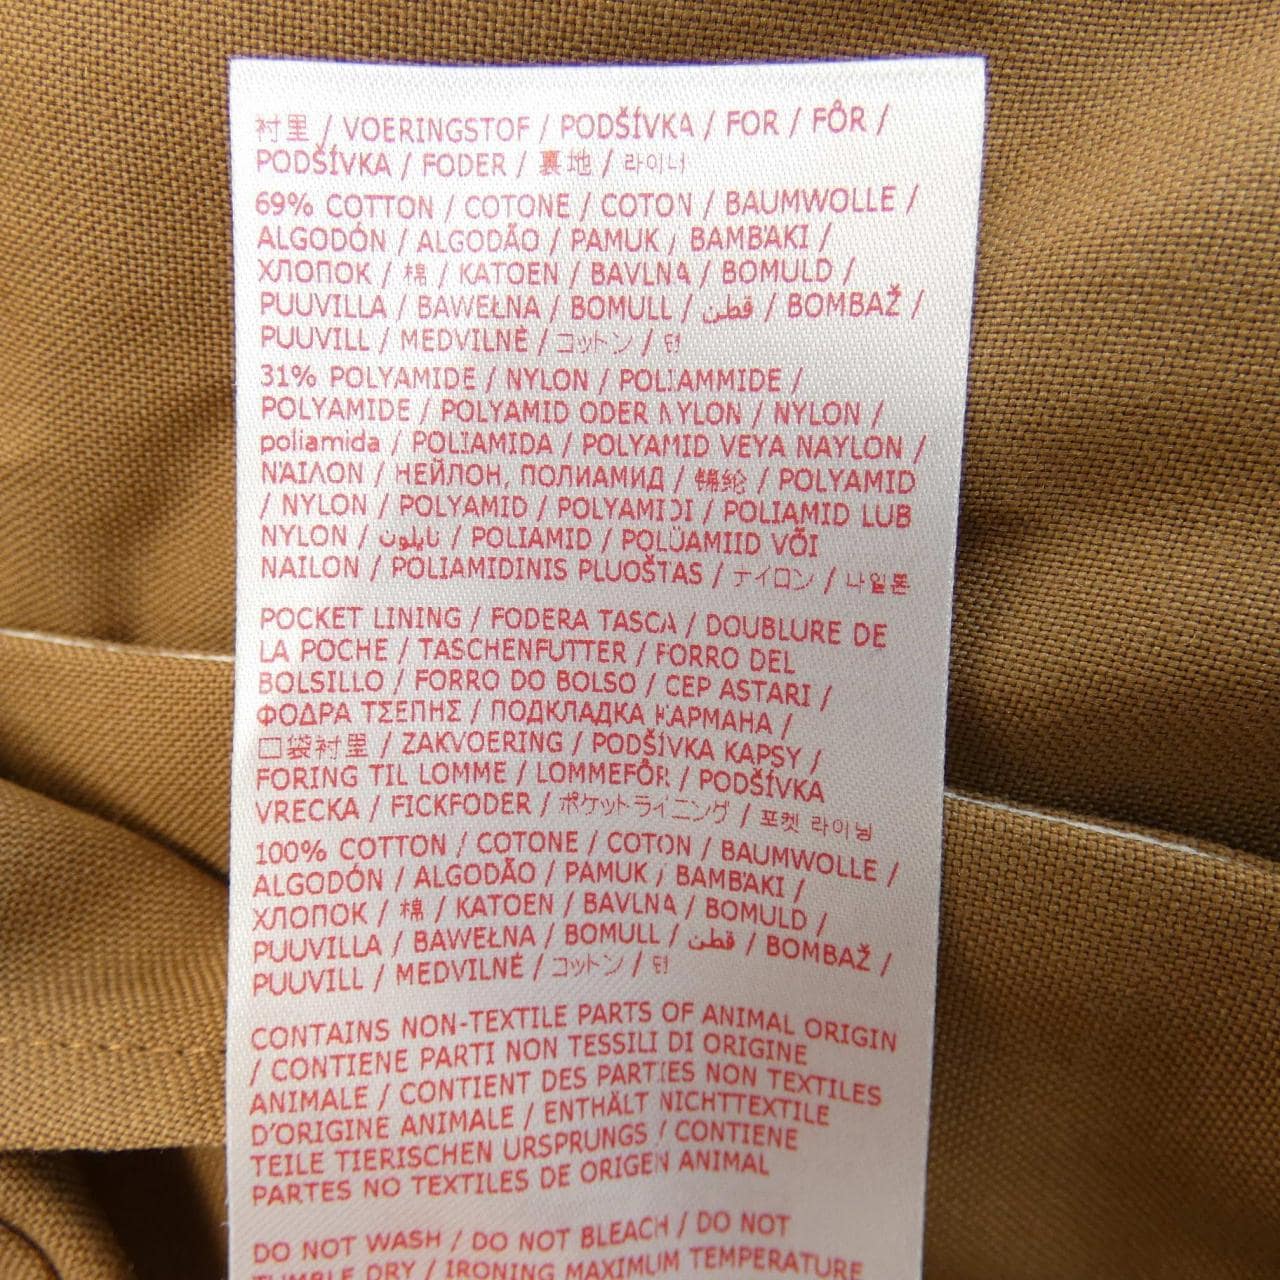 衬里 / VOERINGSTOF / PODŠÍVKA / FOR / FÔR /
PODŠÍVKA / FODER / 裏地 / 라이너
69% COTTON / COTONE / COTON / BAUMWOLLE /
ALGODÓN / ALGODÃO / PAMUK / BAMBAKI /
ХЛОПОК / 棉 / KATOEN / BAVLNA / BOMULD /
PUUVILLA / BAWEŁNA / BOMULL / قطن / BOMBAŽ /
PUUVILL / MEDVILNĖ / コットン / 면
31% POLYAMIDE / NYLON / POLIAMMIDE /
POLYAMIDE / POLYAMID ODER NYLON / NYLON /
poliamida / POLIAMIDA / POLYAMID VEYA NAYLON /
ΝΆΙΛΟΝ / НЕЙЛОН, ПОЛИАМИД / 锦纶 / POLYAMID
/ NYLON / POLYAMID / POLYAMIDI / POLIAMID LUB
NYLON / نايلون / POLIAMID / POLÜAMIID VÕI
NAILON / POLIAMIDINIS PLUOŠTAS / ナイロン / 나일론
POCKET LINING / FODERA TASCA / DOUBLURE DE
LA POCHE / TASCHENFUTTER / FORRO DEL
BOLSILLO / FORRO DO BOLSO / CEP ASTARI /
ΦΟΔΡΑ ΤΣΕΠΗΣ / ПОДКЛАДКА КАРМАНА /
口袋衬里 / ZAKVOERING / PODŠÍVKA KAPSY /
FORING TIL LOMME / LOMMEFÔR / PODŠÍVKA
VRECKA / FICKFODER / ポケットライニング / 포켓 라이닝
100% COTTON / COTONE / COTON / BAUMWOLLE /
ALGODÓN / ALGODÃO / PAMUK / BAMBAKI /
ХЛОПОК / 棉 / KATOEN / BAVLNA / BOMULD /
PUUVILLA / BAWEŁNA / BOMULL / قطن / BOMBAŽ /
PUUVILL / MEDVILNĖ / コットン / 면
CONTAINS NON-TEXTILE PARTS OF ANIMAL ORIGIN
/ CONTIENE PARTI NON TESSILI DI ORIGINE
ANIMALE / CONTIENT DES PARTIES NON TEXTILES
D'ORIGINE ANIMALE / ENTHÄLT NICHTTEXTILE
TEILE TIERISCHEN URSPRUNGS / CONTIENE
PARTES NO TEXTILES DE ORIGEN ANIMAL
DO NOT WASH / DO NOT BLEACH / DO NOT
TUMBLE DRY / IRONING MAXIMUM TEMPERATURE